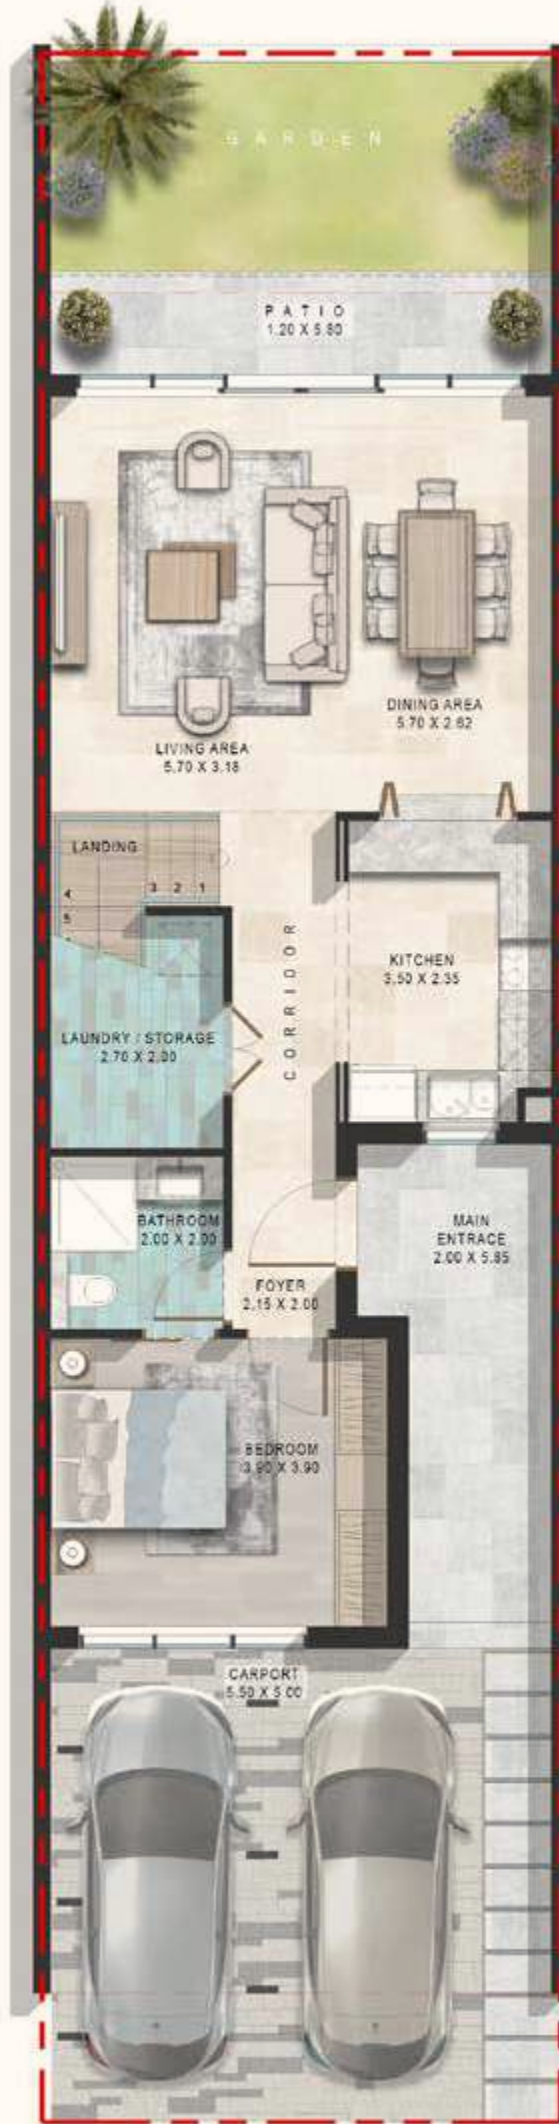 GARDEN
PATIO
1.20 X 5.80
DINING AREA
5.70 X 2.62
LIVING AREA
5.70 X 3.18
LANDING
3 2 1
4
5
CORRIDOR
KITCHEN
3.50 X 2.35
LAUNDRY / STORAGE
2.70 X 2.00
BATHROOM
2.00 X 2.00
MAIN
ENTRACE
2.00 X 5.85
FOYER
2.15 X 2.00
BEDROOM
3.90 X 3.90
CARPORT
5.50 X 5.00